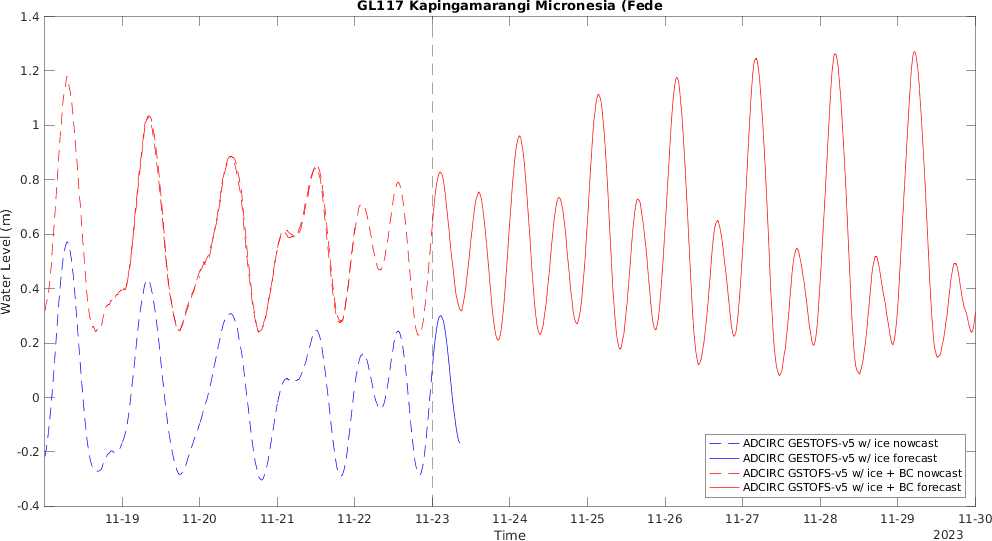 GL117 Kapingamarangi Micronesia (Fede
1.4
1.2
1
0.8
0.6
0.4
0.2
0
-0.2
-0.4
Water Level (m)
ADCIRC GESTOFS-v5 w/ ice nowcast
ADCIRC GESTOFS-v5 w/ ice forecast
ADCIRC GSTOFS-v5 w/ ice + BC nowcast
ADCIRC GSTOFS-v5 w/ ice + BC forecast
11-19 11-20 11-21 11-22 11-23 11-24 11-25 11-26 11-27 11-28 11-29 11-30
Time
2023